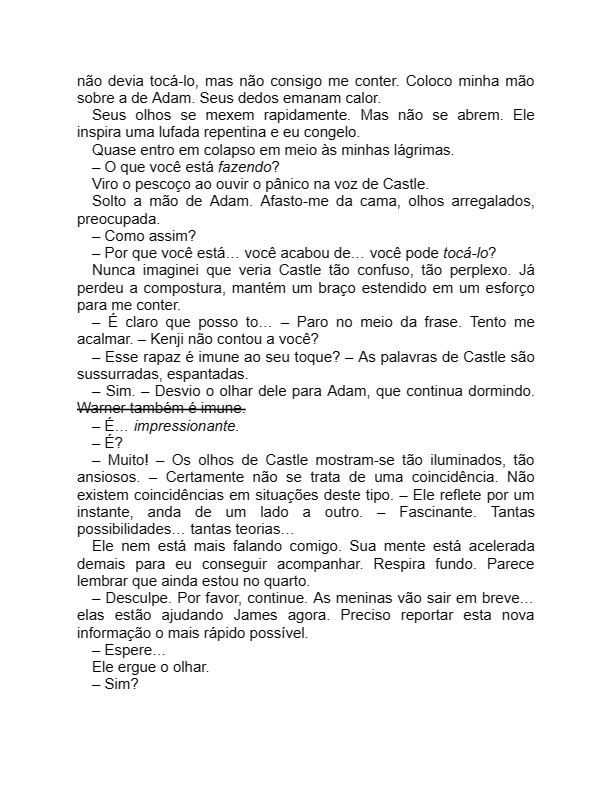 não devia tocá-lo, mas não consigo me conter. Coloco minha mão
sobre a de Adam. Seus dedos emanam calor.
Seus olhos se mexem rapidamente. Mas não se abrem. Ele
inspira uma lufada repentina e eu congelo.
Quase entro em colapso em meio às minhas lágrimas.
– O que você está fazendo?
Viro o pescoço ao ouvir o pânico na voz de Castle.
Solto a mão de Adam. Afasto-me da cama, olhos arregalados,
preocupada.
– Como assim?
– Por que você está… você acabou de… você pode tocá-lo?
Nunca imaginei que veria Castle tão confuso, tão perplexo. Já
perdeu a compostura, mantém um braço estendido em um esforço
para me conter.
– É claro que posso to… – Paro no meio da frase. Tento me
acalmar. – Kenji não contou a você?
– Esse rapaz é imune ao seu toque? – As palavras de Castle são
sussurradas, espantadas.
– Sim. – Desvio o olhar dele para Adam, que continua dormindo.
Warner também é imune.
– É… impressionante.
– É?
– Muito! – Os olhos de Castle mostram-se tão iluminados, tão
ansiosos. – Certamente não se trata de uma coincidência. Não
existem coincidências em situações deste tipo. – Ele reflete por um
instante, anda de um lado a outro. – Fascinante. Tantas
possibilidades… tantas teorias…
Ele nem está mais falando comigo. Sua mente está acelerada
demais para eu conseguir acompanhar. Respira fundo. Parece
lembrar que ainda estou no quarto.
– Desculpe. Por favor, continue. As meninas vão sair em breve…
elas estão ajudando James agora. Preciso reportar esta nova
informação o mais rápido possível.
– Espere…
Ele ergue o olhar.
– Sim?